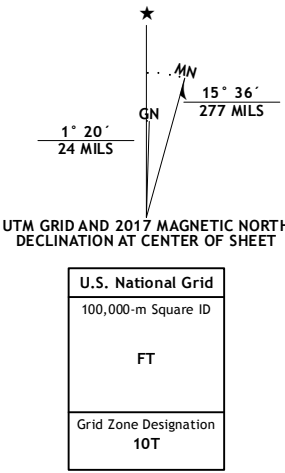 ★
MN
15° 36´
277 MILS
GN
1° 20´
24 MILS
UTM GRID AND 2017 MAGNETIC NORTH
DECLINATION AT CENTER OF SHEET
U.S. National Grid
100,000-m Square ID
FT
Grid Zone Designation
10T